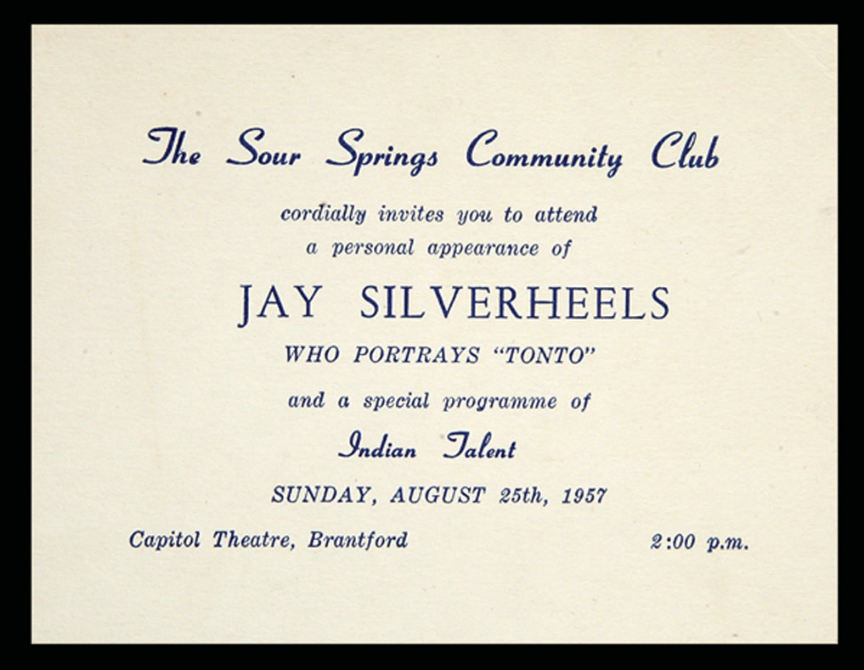 The Sour Springs Community Club
cordially invites you to attend
a personal appearance of
JAY SILVERHEELS
WHO PORTRAYS “TONTO”
and a special programme of
Indian Talent
SUNDAY, AUGUST 25th, 1957
Capitol Theatre, Brantford 2:00 p.m.